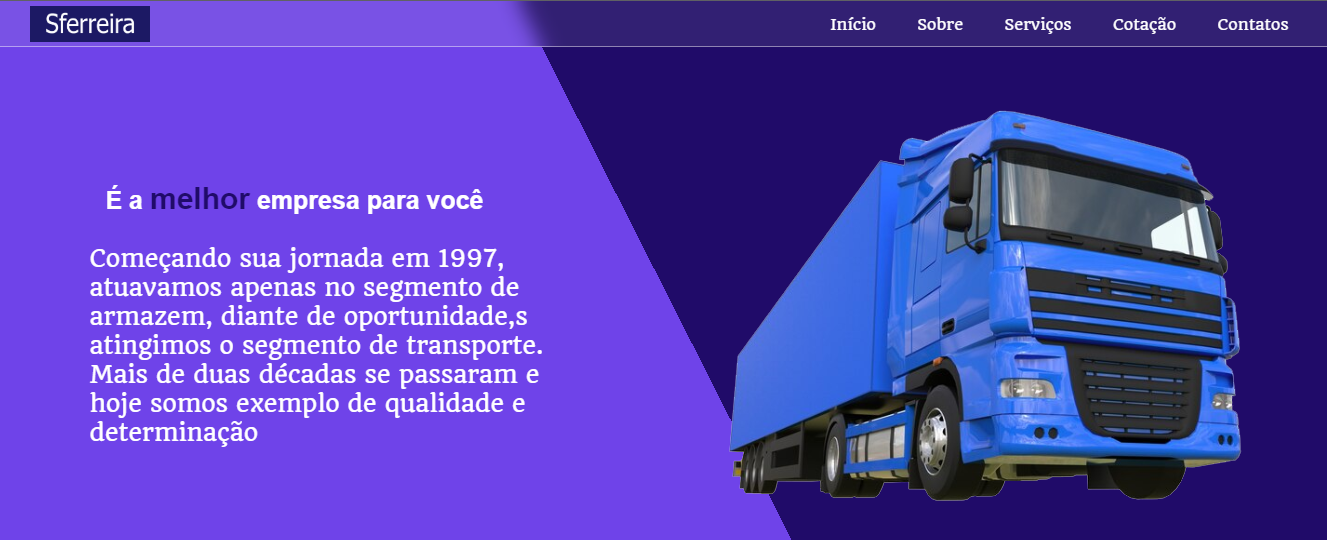 Sferreira
Início Sobre Serviços Cotação Contatos
É a melhor empresa para você
Começando sua jornada em 1997,
atuavamos apenas no segmento de
armazem, diante de oportunidade,s
atingimos o segmento de transporte.
Mais de duas décadas se passaram e
hoje somos exemplo de qualidade e
determinação